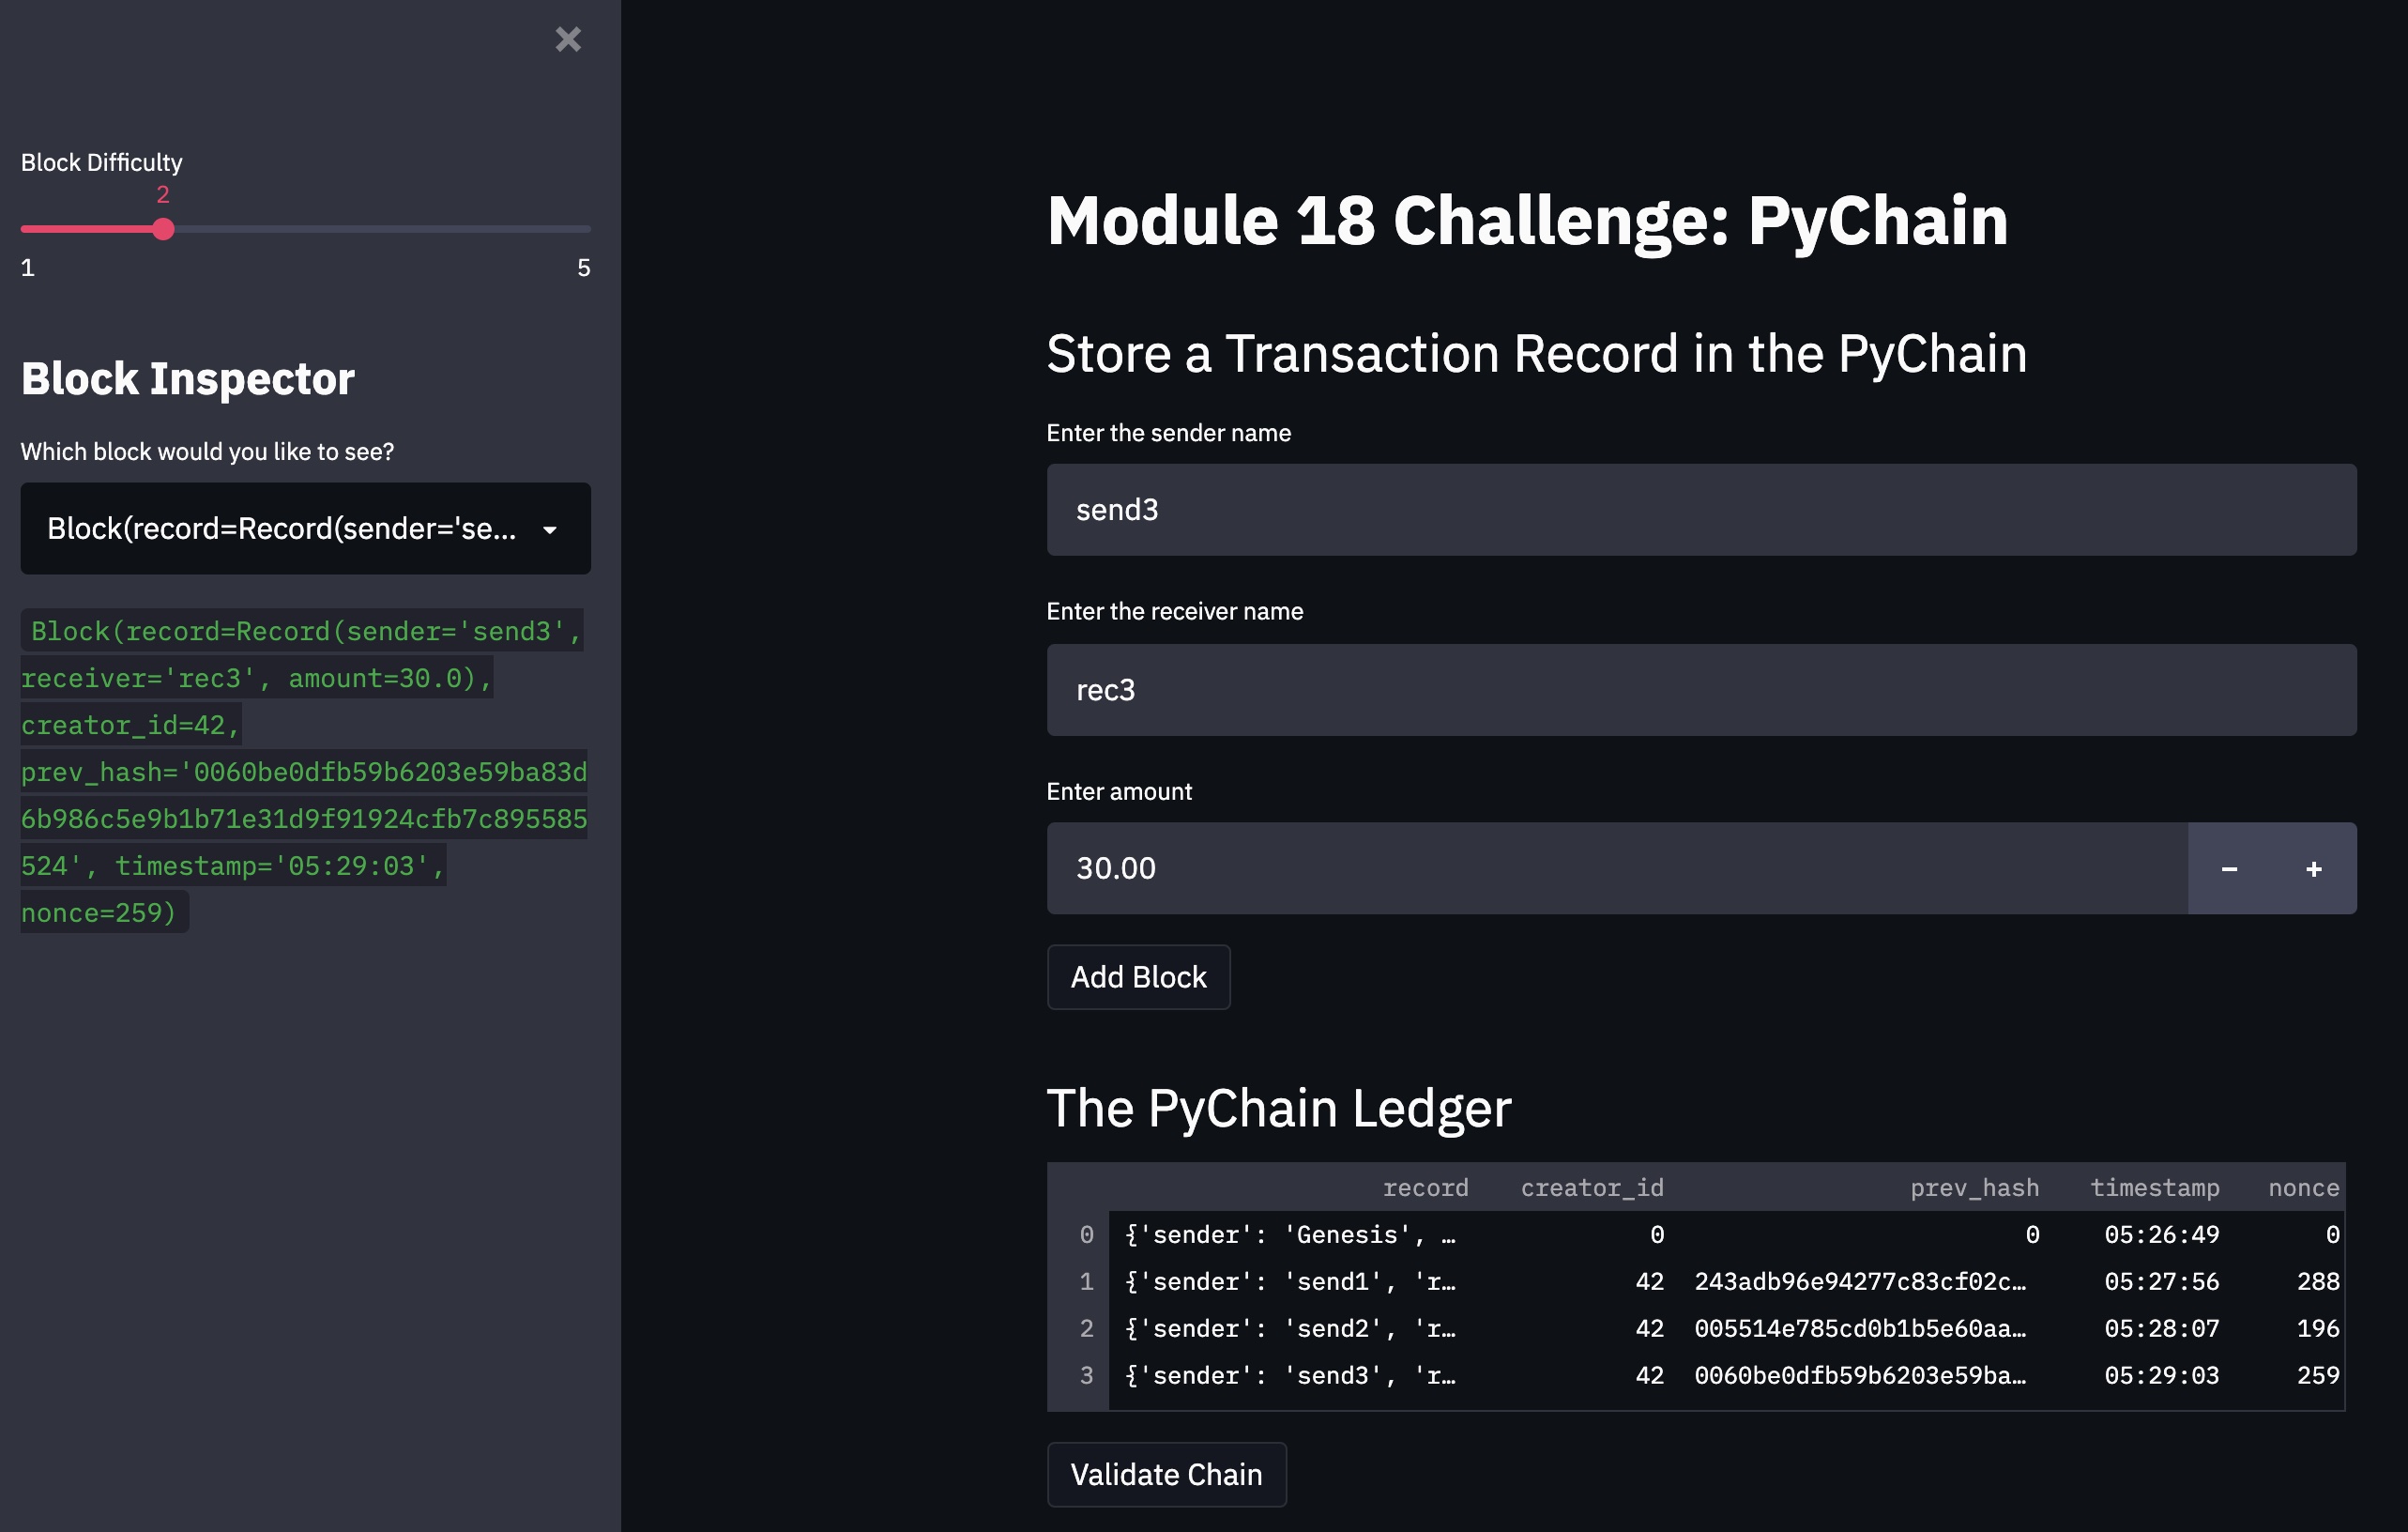 Block Difficulty
2
1 5
Block Inspector
Which block would you like to see?
Block(record=Record(sender='se...
Block(record=Record(sender='send3',
receiver='rec3', amount=30.0),
creator_id=42,
prev_hash='0060be0dfb59b6203e59ba83d
6b986c5e9b1b71e31d9f91924cfb7c895585
524', timestamp='05:29:03',
nonce=259)
Module 18 Challenge: PyChain
Store a Transaction Record in the PyChain
Enter the sender name
send3
Enter the receiver name
rec3
Enter amount
30.00 − +
Add Block
The PyChain Ledger
record creator_id prev_hash timestamp nonce
0 {'sender': 'Genesis', … 0 0 05:26:49 0
1 {'sender': 'send1', 'r… 42 243adb96e94277c83cf02c… 05:27:56 288
2 {'sender': 'send2', 'r… 42 005514e785cd0b1b5e60aa… 05:28:07 196
3 {'sender': 'send3', 'r… 42 0060be0dfb59b6203e59ba… 05:29:03 259
Validate Chain